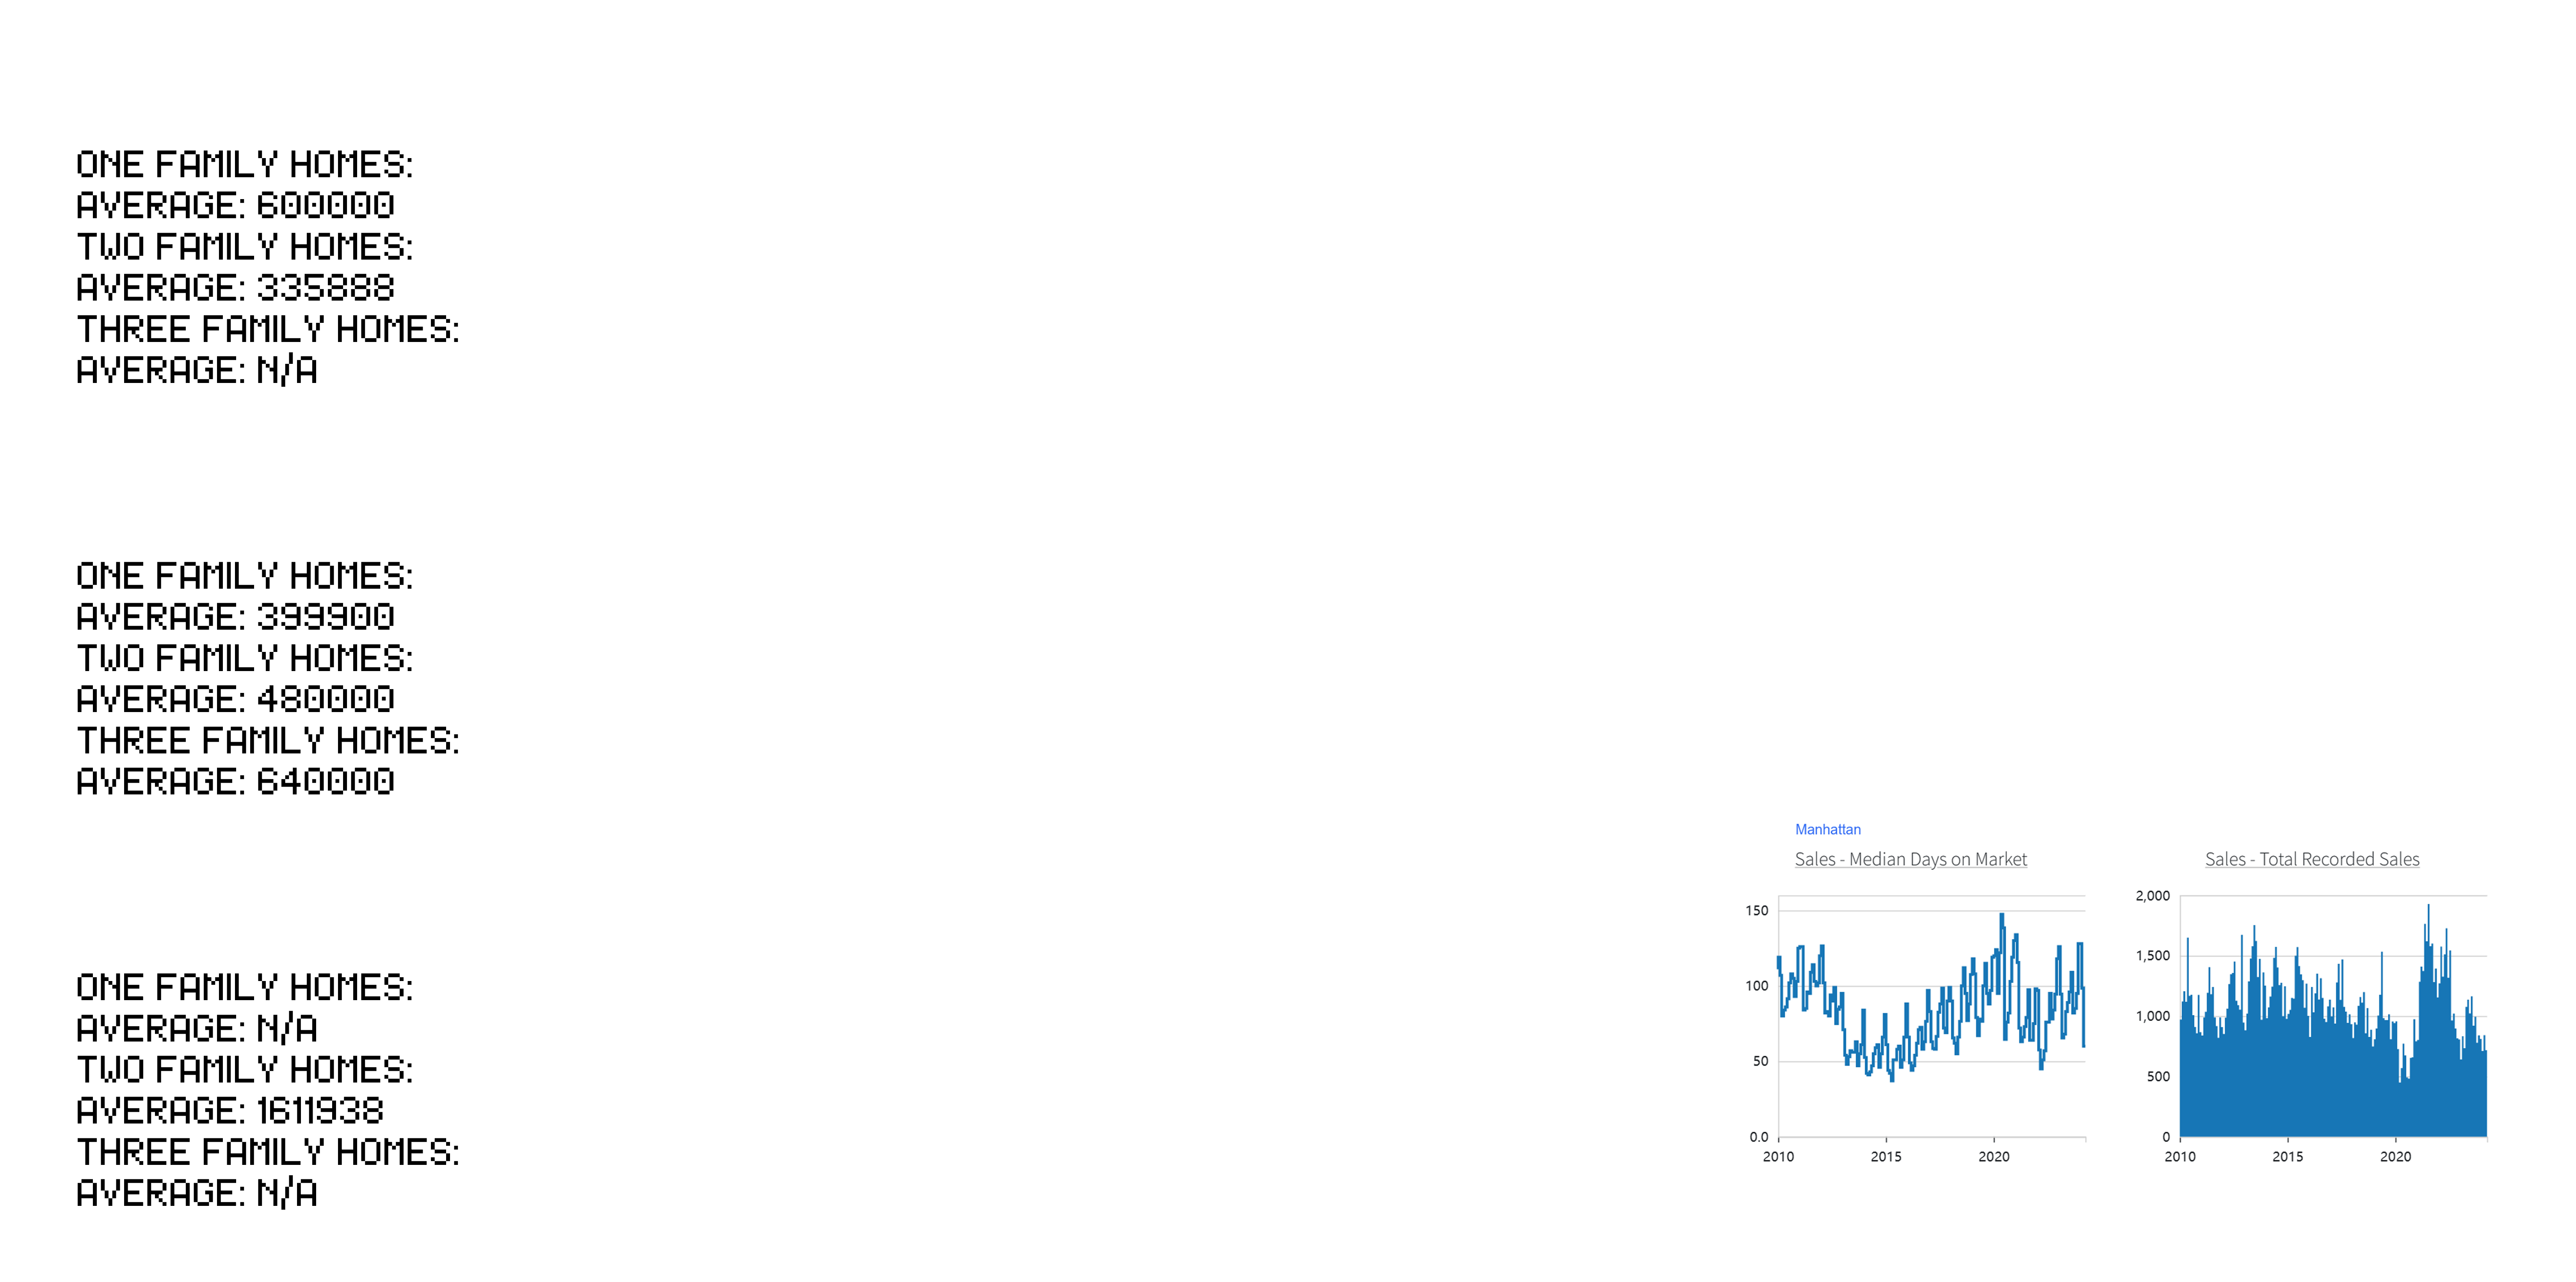 ONE FAMILY HOMES:
AVERAGE: 600000
TWO FAMILY HOMES:
AVERAGE: 335888
THREE FAMILY HOMES:
AVERAGE: N/A
ONE FAMILY HOMES:
AVERAGE: 399900
TWO FAMILY HOMES:
AVERAGE: 480000
THREE FAMILY HOMES:
AVERAGE: 640000
ONE FAMILY HOMES:
AVERAGE: N/A
TWO FAMILY HOMES:
AVERAGE: 1611938
THREE FAMILY HOMES:
AVERAGE: N/A
Manhattan
Sales - Median Days on Market
150
100
50
0.0
2010 2015 2020
Sales - Total Recorded Sales
2,000
1,500
1,000
500
0
2010 2015 2020